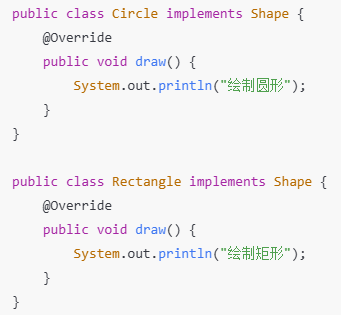 public class Circle implements Shape {
    @Override
    public void draw() {
        System.out.println("绘制圆形");
    }
}

public class Rectangle implements Shape {
    @Override
    public void draw() {
        System.out.println("绘制矩形");
    }
}